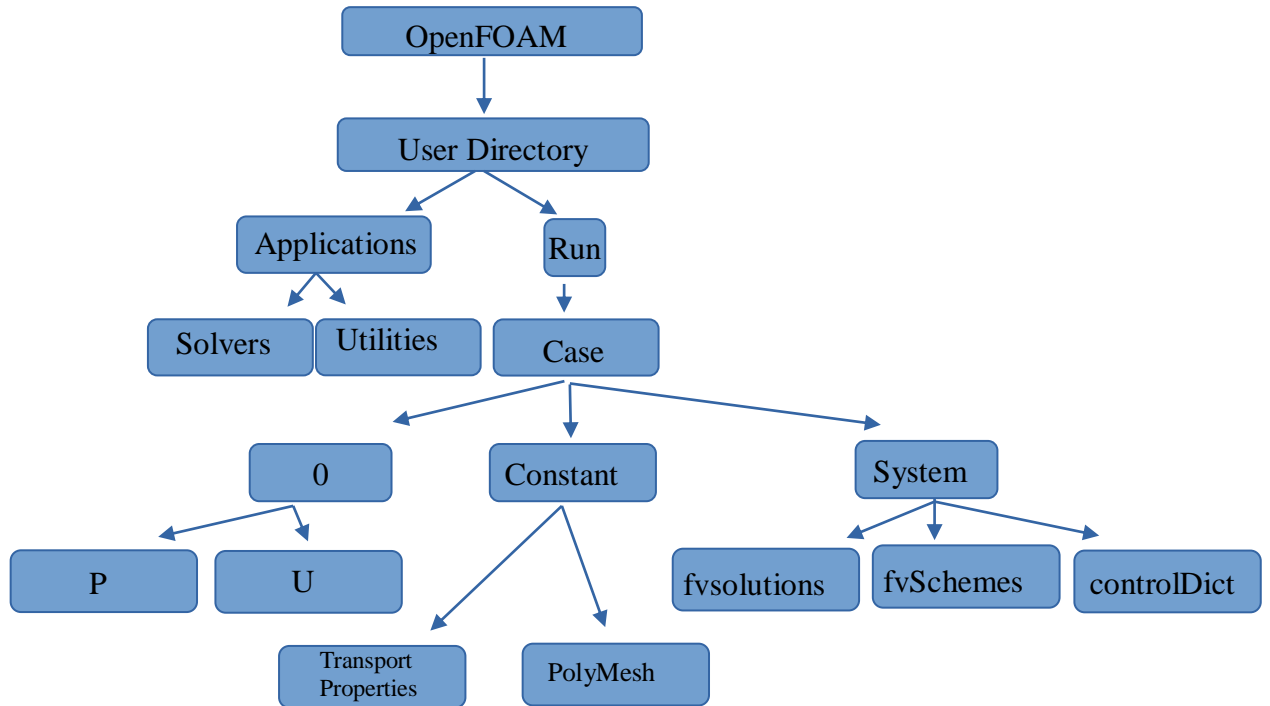 OpenFOAM
User Directory
Applications
Run
Solvers
Utilities
Case
0
Constant
System
P
U
fvsolutions
fvSchemes
controlDict
Transport
Properties
PolyMesh